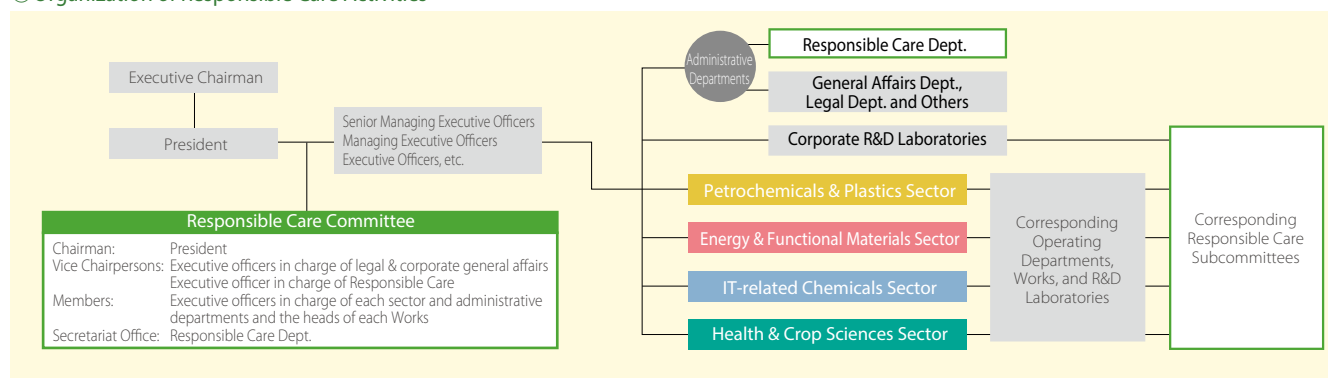 Organization of Responsible Care Activities
Executive Chairman
President
Senior Managing Executive Officers
Managing Executive Officers
Executive Officers, etc.
Responsible Care Committee
Chairman: President
Vice Chairpersons: Executive officers in charge of legal & corporate general affairs
Executive officer in charge of Responsible Care
Members: Executive officers in charge of each sector and administrative
departments and the heads of each Works
Secretariat Office: Responsible Care Dept.
Administrative
Departments
Responsible Care Dept.
General Affairs Dept.,
Legal Dept. and Others
Corporate R&D Laboratories
Petrochemicals & Plastics Sector
Energy & Functional Materials Sector
IT-related Chemicals Sector
Health & Crop Sciences Sector
Corresponding
Operating
Departments,
Works, and R&D
Laboratories
Corresponding
Responsible Care
Subcommittees